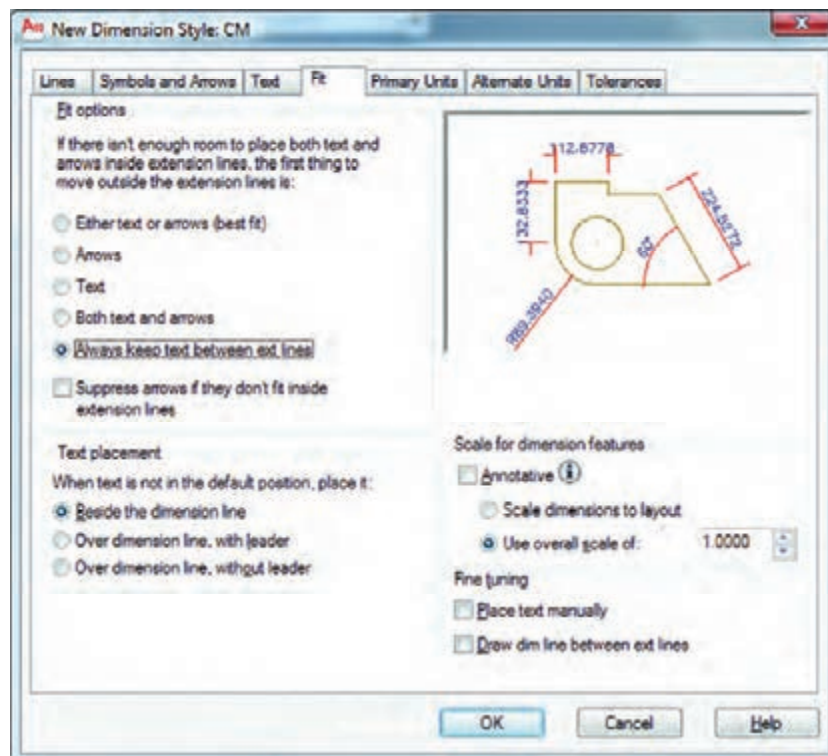 New Dimension Style: CM
Lines
Symbols and Arrows
Text
Fit
Primary Units
Alternate Units
Tolerances
Fit options
If there isn't enough room to place both text and
arrows inside extension lines, the first thing to
move outside the extension lines is:
Either text or arrows (best fit)
Arrows
Text
Both text and arrows
Always keep text between ext lines
Suppress arrows if they don't fit inside
extension lines
Text placement
When text is not in the default position, place it:
Beside the dimension line
Over dimension line, with leader
Over dimension line, without leader
Scale for dimension features
Annotative
Scale dimensions to layout
Use overall scale of:
1.0000
Fine tuning
Place text manually
Draw dim line between ext lines
OK
Cancel
Help